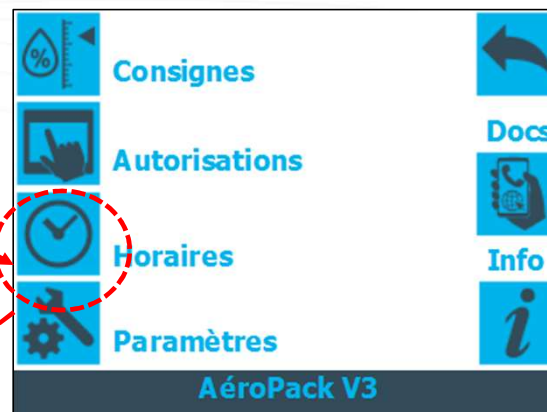 %
Consignes
Docs
Autorisations
Horaires
Info
i
Paramètres
AéroPack V3